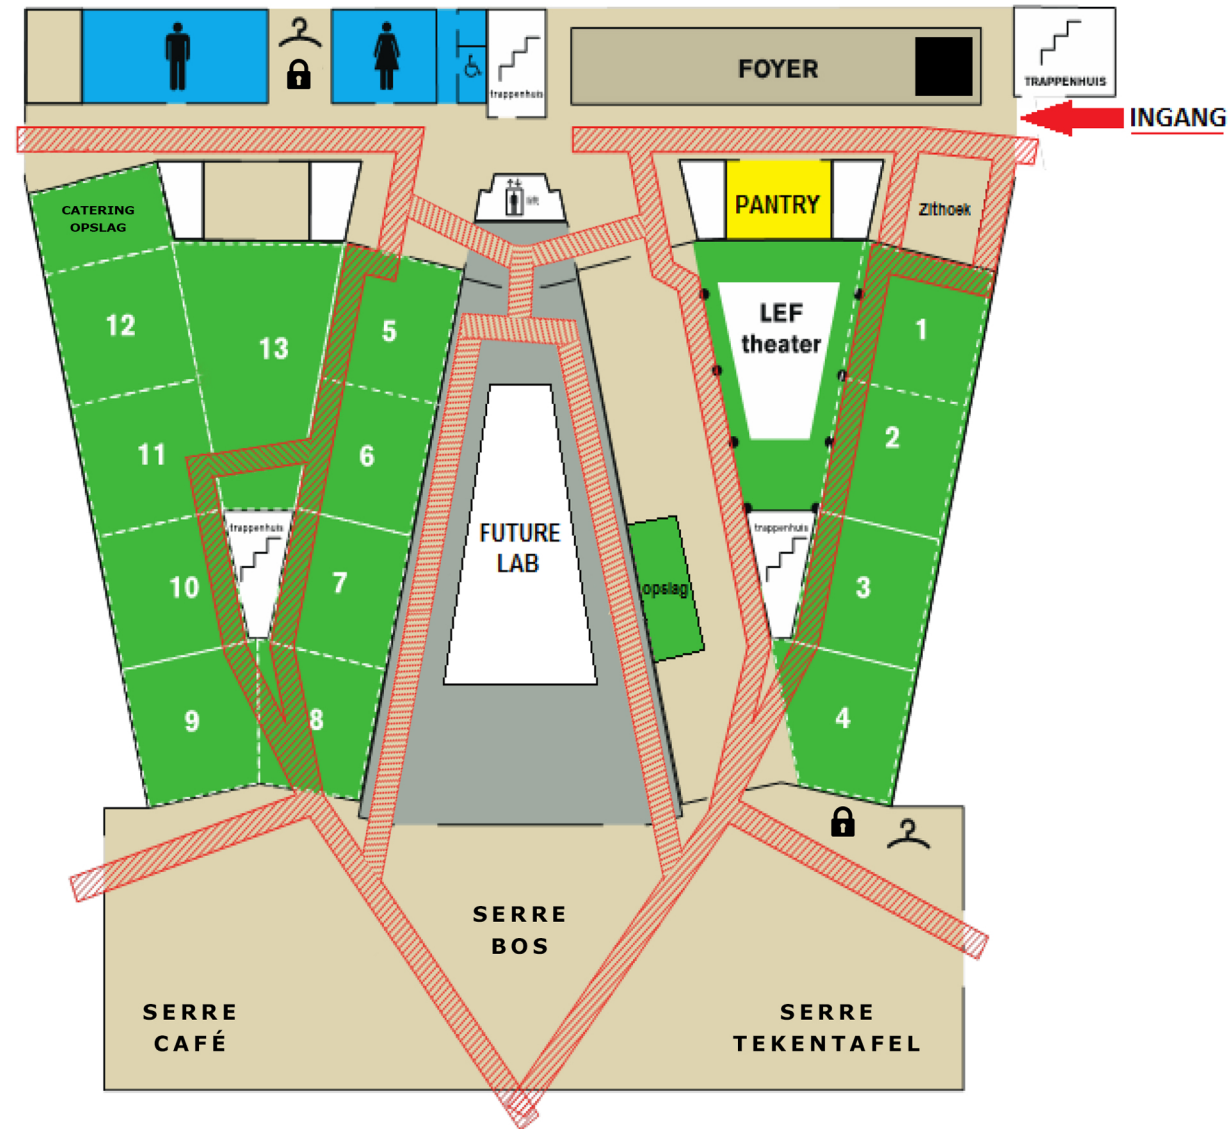 trappenhuis
FOYER
TRAPPENHUIS
INGANG
CATERING
OPSLAG
lift
PANTRY
Zithoek
12
13
5
LEF
theater
1
11
6
2
trappenhuis
FUTURE
LAB
trappenhuis
10
7
opslag
3
9
8
4
SERRE
BOS
SERRE
CAFÉ
SERRE
TEKENTAFEL